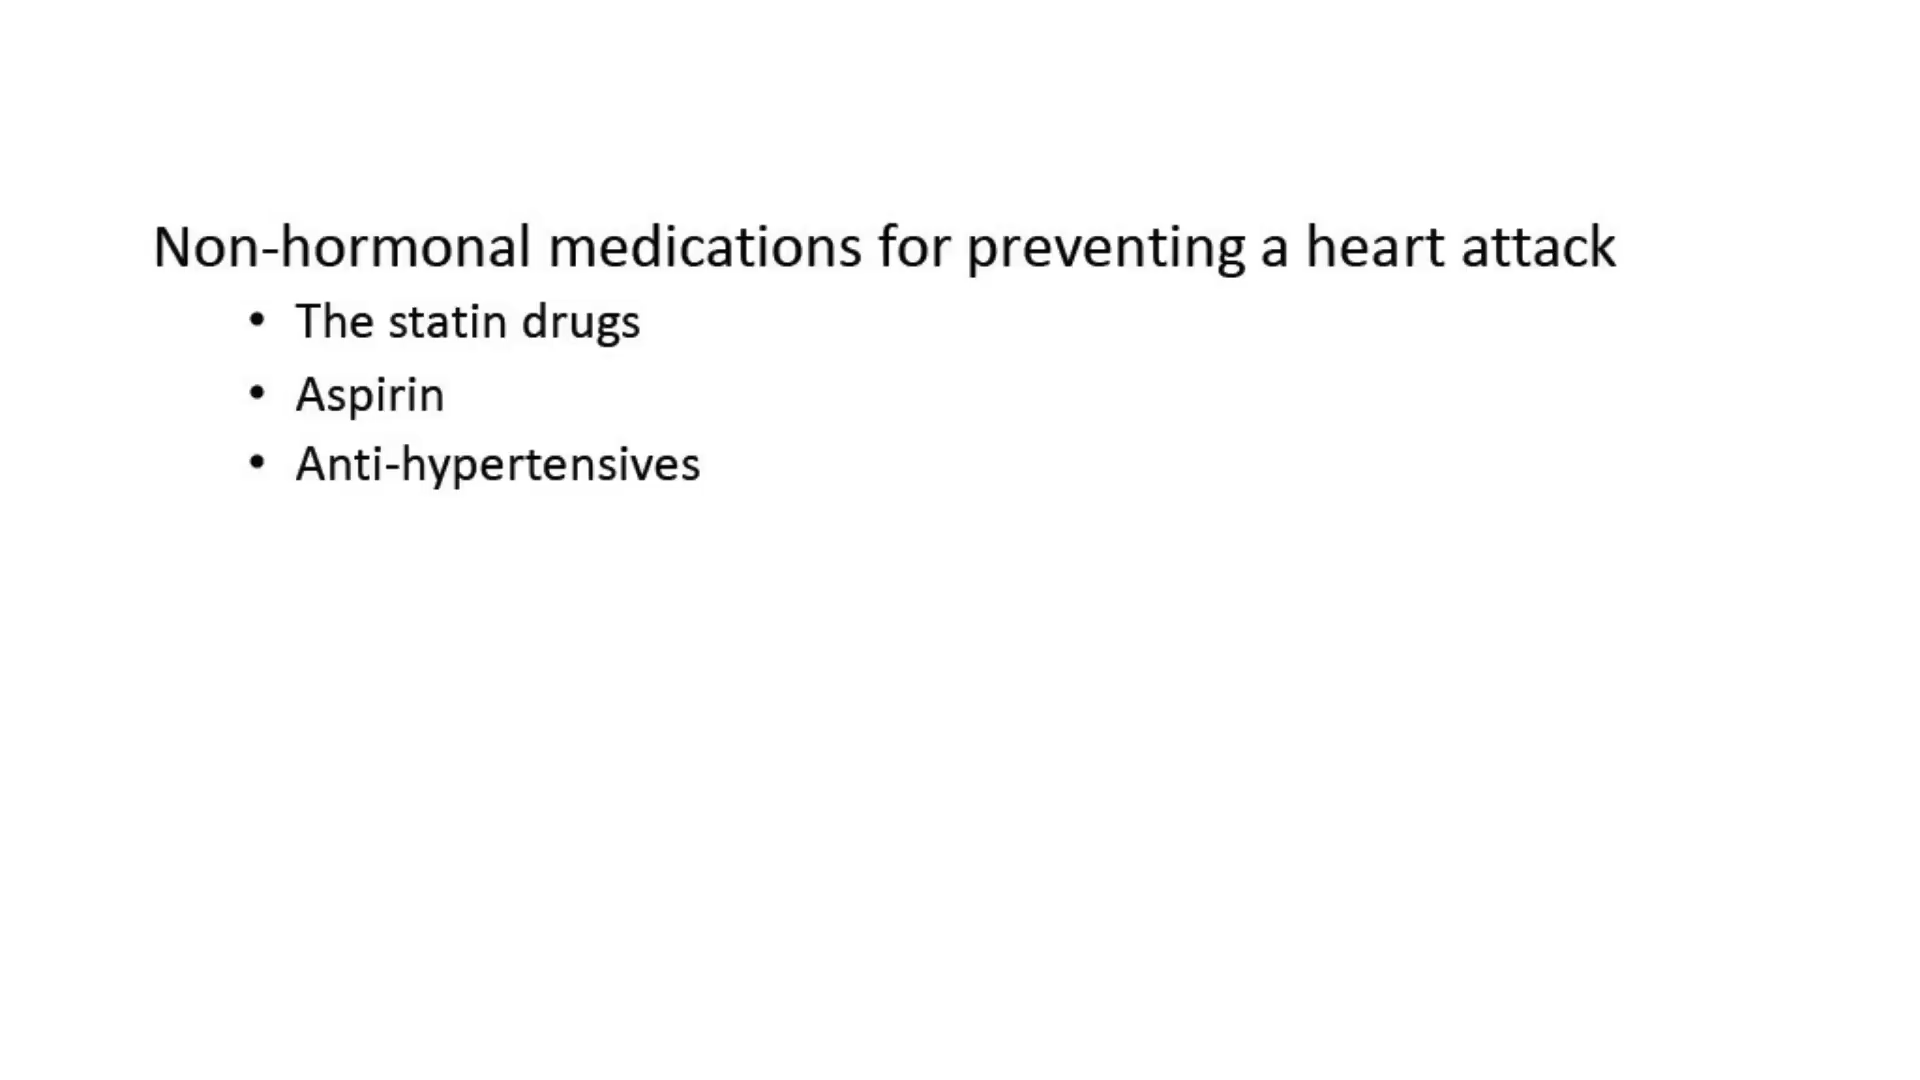 Non-hormonal medications for preventing a heart attack
• The statin drugs
• Aspirin
• Anti-hypertensives